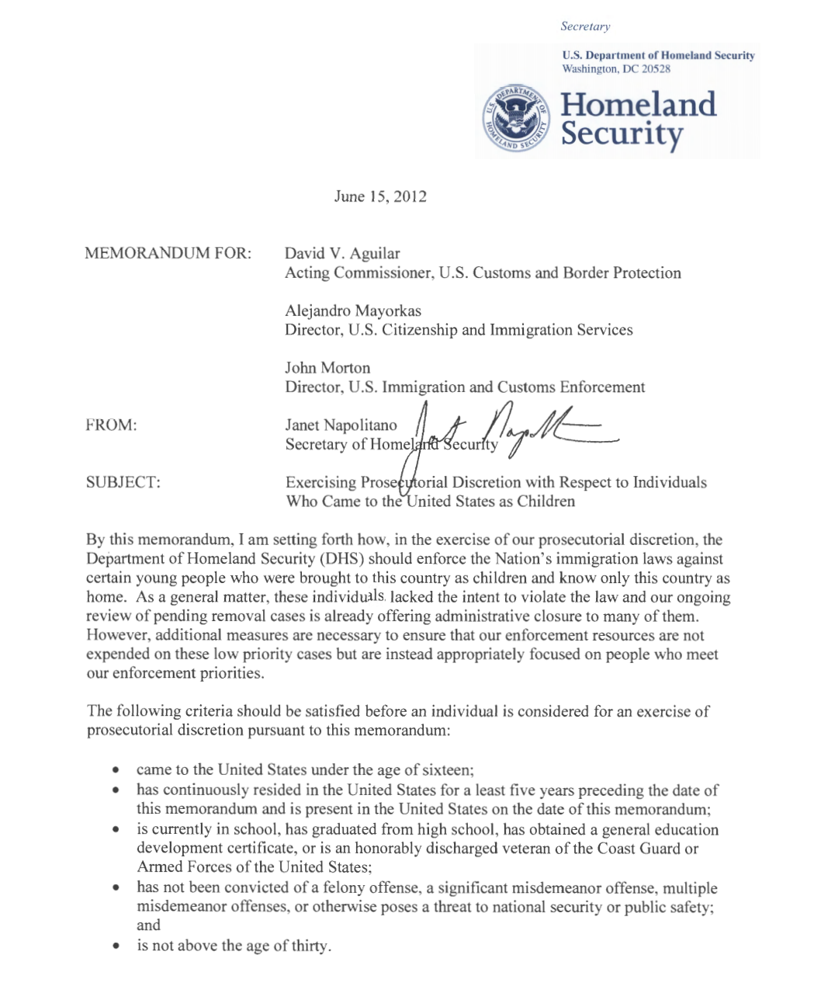 Secretary
U.S. Department of Homeland Security
Washington, DC 20528
U.S. DEPARTMENT OF HOMELAND SECURITY
Homeland
Security
June 15, 2012
MEMORANDUM FOR: David V. Aguilar
Acting Commissioner, U.S. Customs and Border Protection
Alejandro Mayorkas
Director, U.S. Citizenship and Immigration Services
John Morton
Director, U.S. Immigration and Customs Enforcement
FROM: Janet Napolitano
Secretary of Homeland Security
SUBJECT: Exercising Prosecutorial Discretion with Respect to Individuals
Who Came to the United States as Children
By this memorandum, I am setting forth how, in the exercise of our prosecutorial discretion, the
Department of Homeland Security (DHS) should enforce the Nation's immigration laws against
certain young people who were brought to this country as children and know only this country as
home. As a general matter, these individuals lacked the intent to violate the law and our ongoing
review of pending removal cases is already offering administrative closure to many of them.
However, additional measures are necessary to ensure that our enforcement resources are not
expended on these low priority cases but are instead appropriately focused on people who meet
our enforcement priorities.
The following criteria should be satisfied before an individual is considered for an exercise of
prosecutorial discretion pursuant to this memorandum:
• came to the United States under the age of sixteen;
• has continuously resided in the United States for a least five years preceding the date of
this memorandum and is present in the United States on the date of this memorandum;
• is currently in school, has graduated from high school, has obtained a general education
development certificate, or is an honorably discharged veteran of the Coast Guard or
Armed Forces of the United States;
• has not been convicted of a felony offense, a significant misdemeanor offense, multiple
misdemeanor offenses, or otherwise poses a threat to national security or public safety;
and
• is not above the age of thirty.